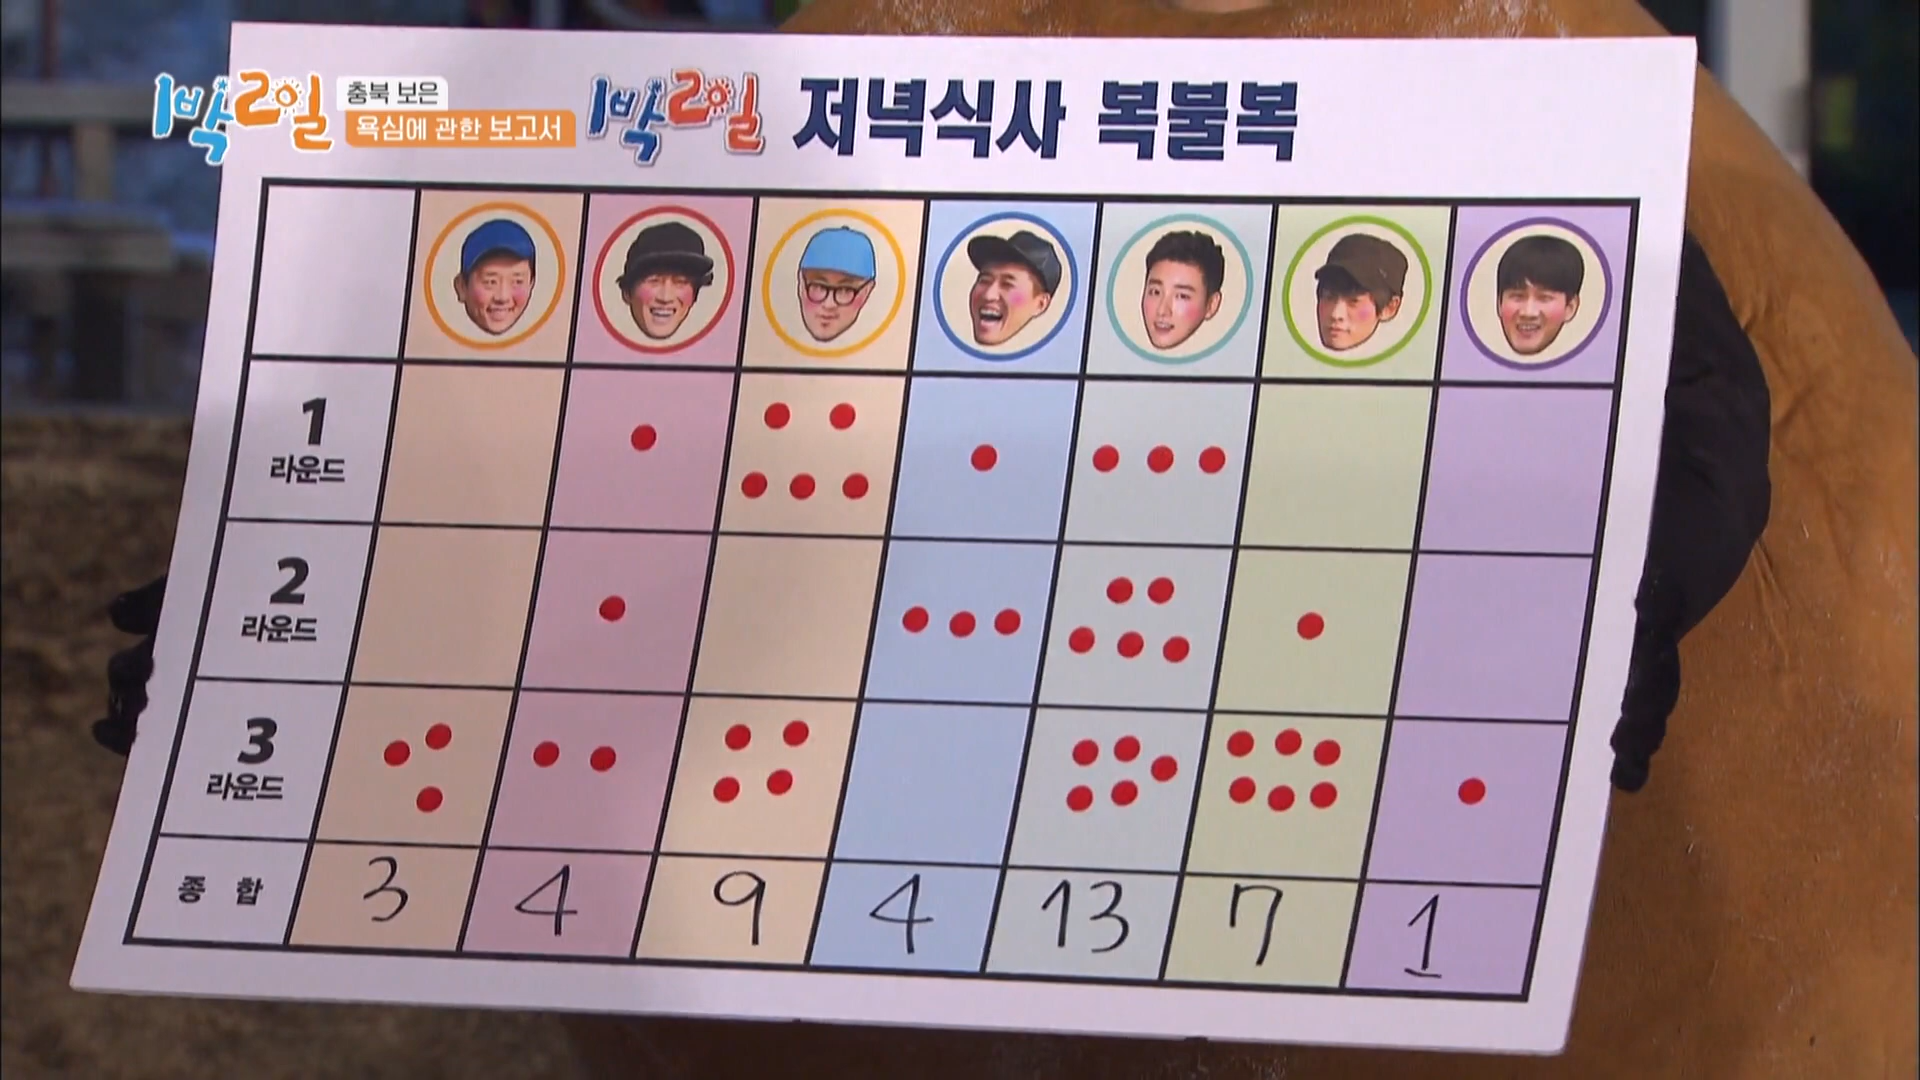 1박2일
충북 보은
욕심에 관한 보고서
1박2일 저녁식사 복불복
1
라운드
2
라운드
3
라운드
종 합 3 4 9 4 13 7 1